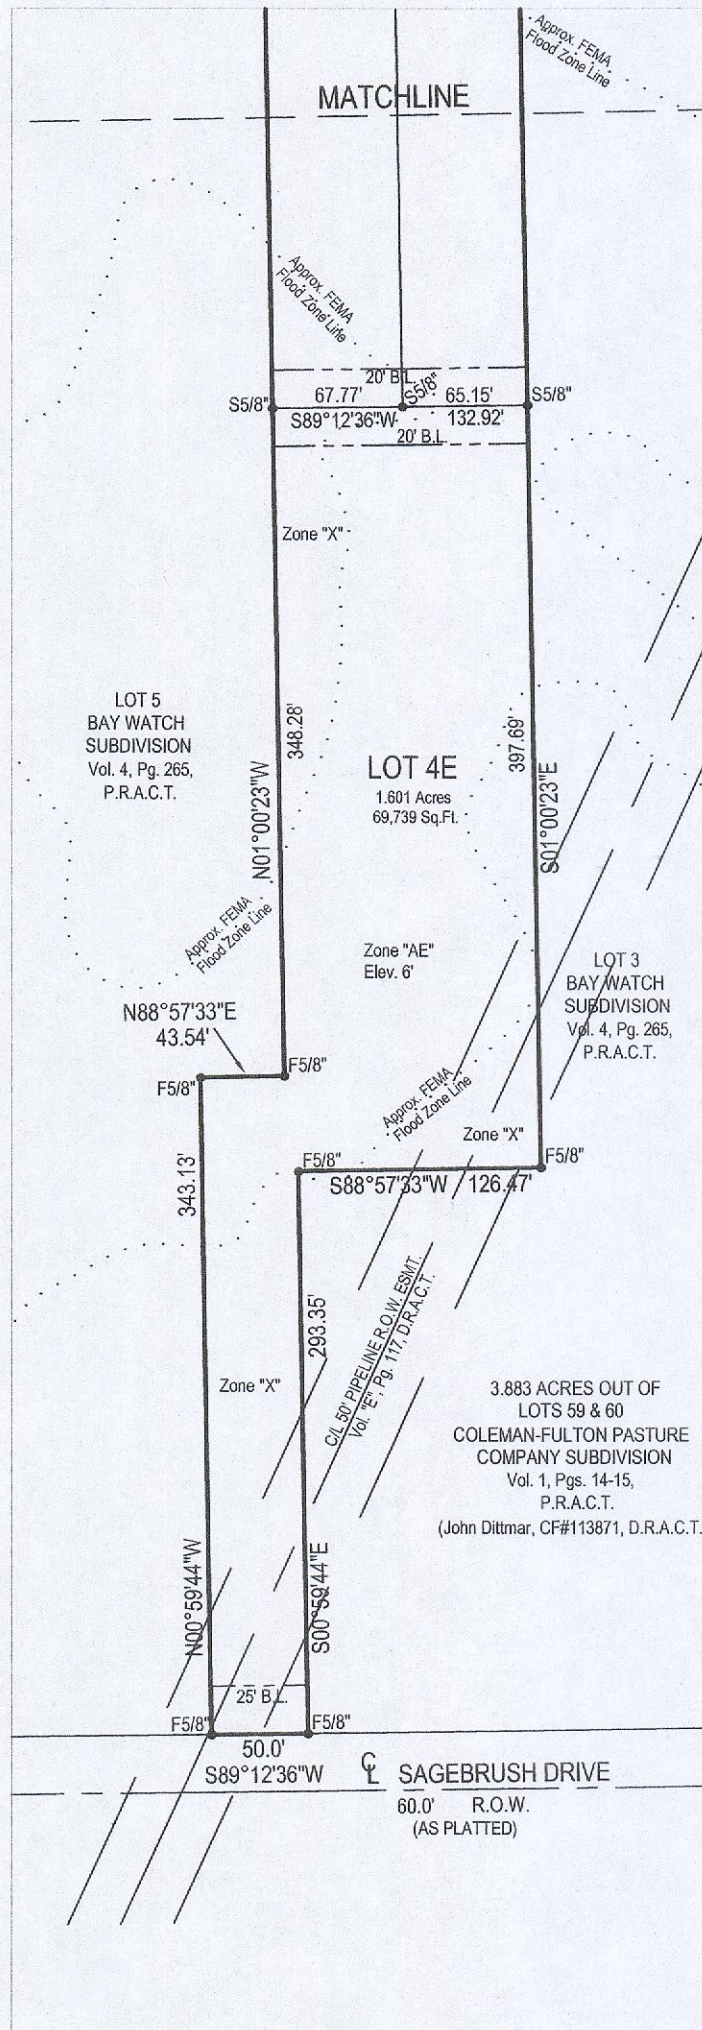 Approx. FEMA
Flood Zone Line
MATCHLINE
Approx. FEMA
Flood Zone Line
20' B.L.
S5/8"
67.77'
S5/8"
65.15'
S5/8"
S89°12'36"W
132.92'
20' B.L.
Zone "X"
LOT 5
BAY WATCH
SUBDIVISION
Vol. 4, Pg. 265,
P.R.A.C.T.
348.28'
N01°00'23"W
LOT 4E
1.601 Acres
69,739 Sq.Ft.
397.69'
S01°00'23"E
Approx. FEMA
Flood Zone Line
Zone "AE"
Elev. 6'
LOT 3
BAY WATCH
SUBDIVISION
Vol. 4, Pg. 265,
P.R.A.C.T.
N88°57'33"E
43.54'
F5/8"
F5/8"
Approx. FEMA
Flood Zone Line
Zone "X"
F5/8"
F5/8"
S88°57'33"W 126.47'
343.13'
293.35'
C/L 50' PIPELINE R.O.W. ESMT.
Vol. "E", Pg. 117, D.R.A.C.T.
Zone "X"
3.883 ACRES OUT OF
LOTS 59 & 60
COLEMAN-FULTON PASTURE
COMPANY SUBDIVISION
Vol. 1, Pgs. 14-15,
P.R.A.C.T.
(John Dittmar, CF#113871, D.R.A.C.T.
N00°59'44"W
S00°59'44"E
25' B.L.
F5/8"
F5/8"
50.0'
S89°12'36"W
CL SAGEBRUSH DRIVE
60.0' R.O.W.
(AS PLATTED)